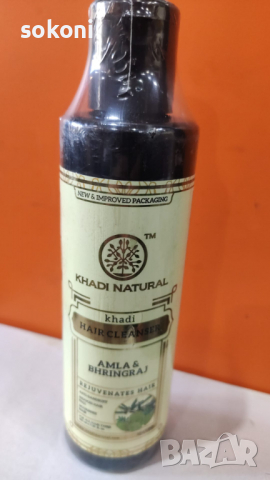 sokoni
NEW & IMPROVED PACKAGING
TM
KHADI NATURAL
khadi
HAIR CLEANSER
AMLA &
BHRINGRAJ
REJUVENATES HAIR
BAZAR